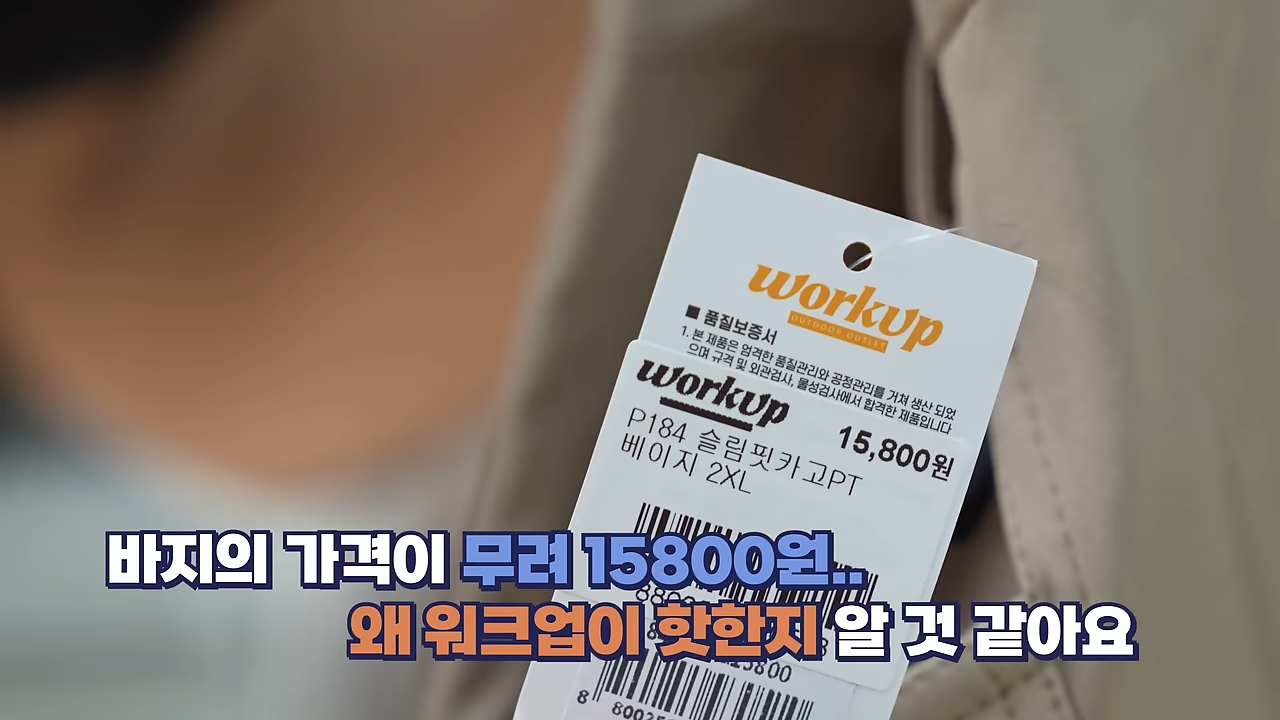 workup
OUTDOOR OUTLET
■ 품질보증서
1. 본 제품은 엄격한 품질관리와 공정관리를 거쳐 생산 되었
으며 규격 및 외관검사, 물성검사에서 합격한 제품입니다
workup
15,800원
P184 슬림핏카고PT
베이지 2XL
바지의 가격이 무려 15800원..
왜 워크업이 핫한지 알 것 같아요